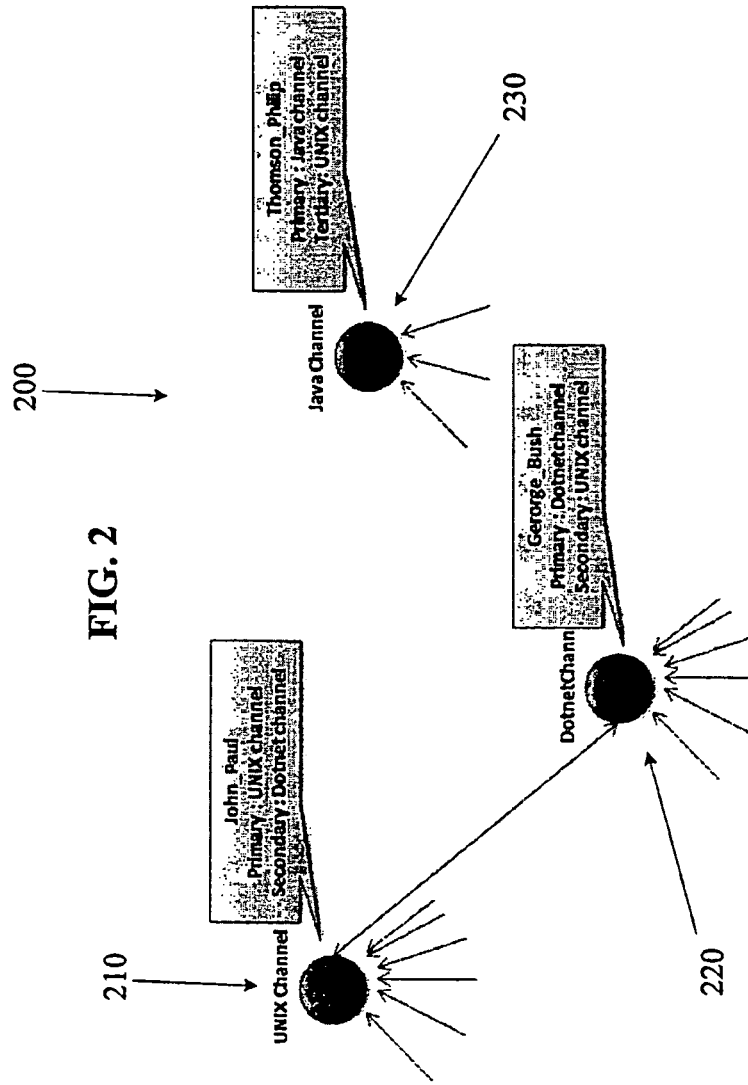 FIG. 2
200
210
UNIX Channel
John_Paul
Primary : UNIX channel
Secondary : Dotnet channel
220
DotnetChann
Gerorge_Bush
Primary : Dotnetchannel
Secondary : UNIX channel
230
Java Channel
Thomson_Philip
Primary : Java channel
Tertiary : UNIX channel